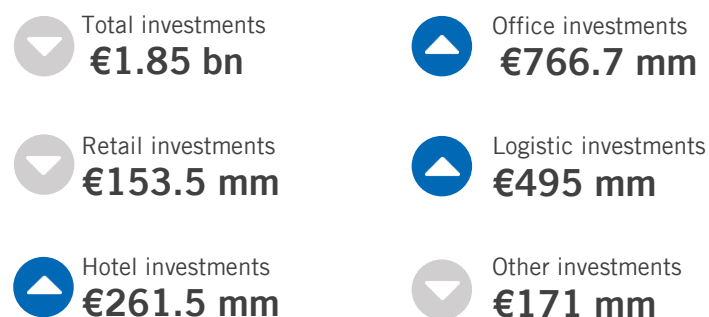 Total investments
€1.85 bn
Office investments
€766.7 mm
Retail investments
€153.5 mm
Logistic investments
€495 mm
Hotel investments
€261.5 mm
Other investments
€171 mm